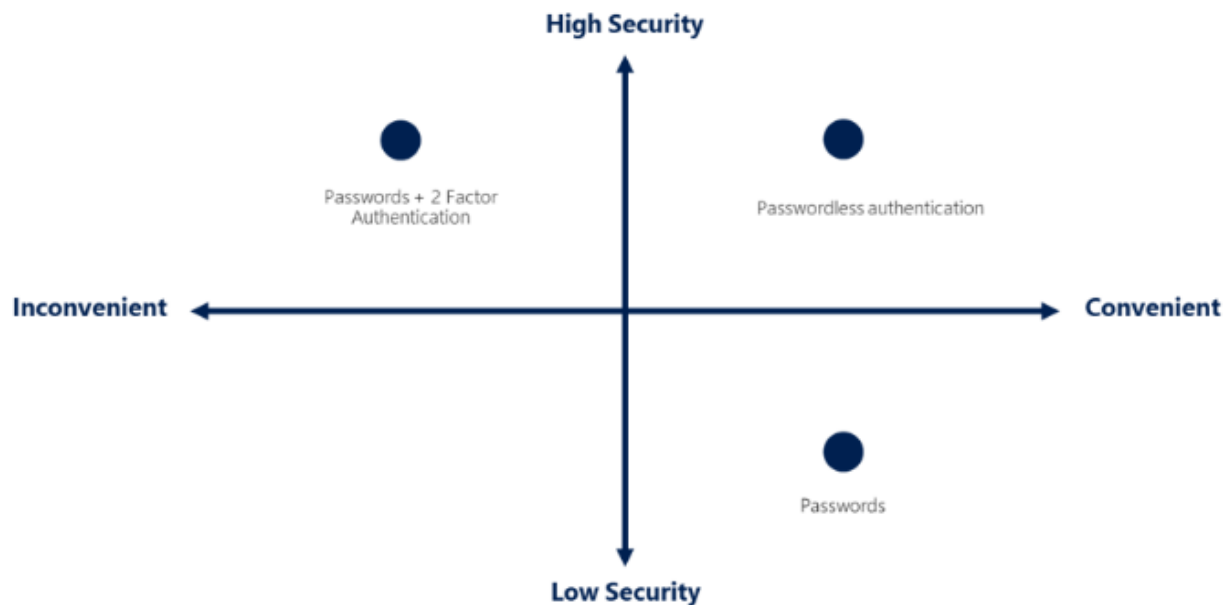 High Security
Passwords + 2 Factor
Authentication
Passwordless authentication
Inconvenient
Convenient
Passwords
Low Security